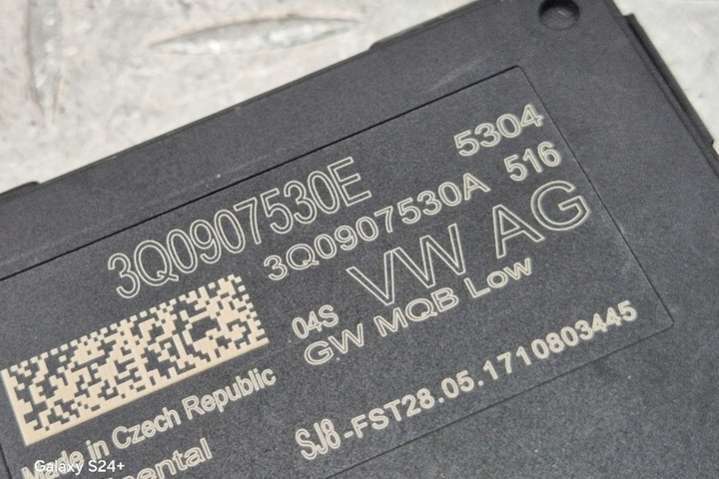 3Q0907530E 5304
3Q0907530A 516
VW AG
04S
GW MQB Low
Made in Czech Republic
SJ8-FST28.05.1710803445
Galaxy S24+